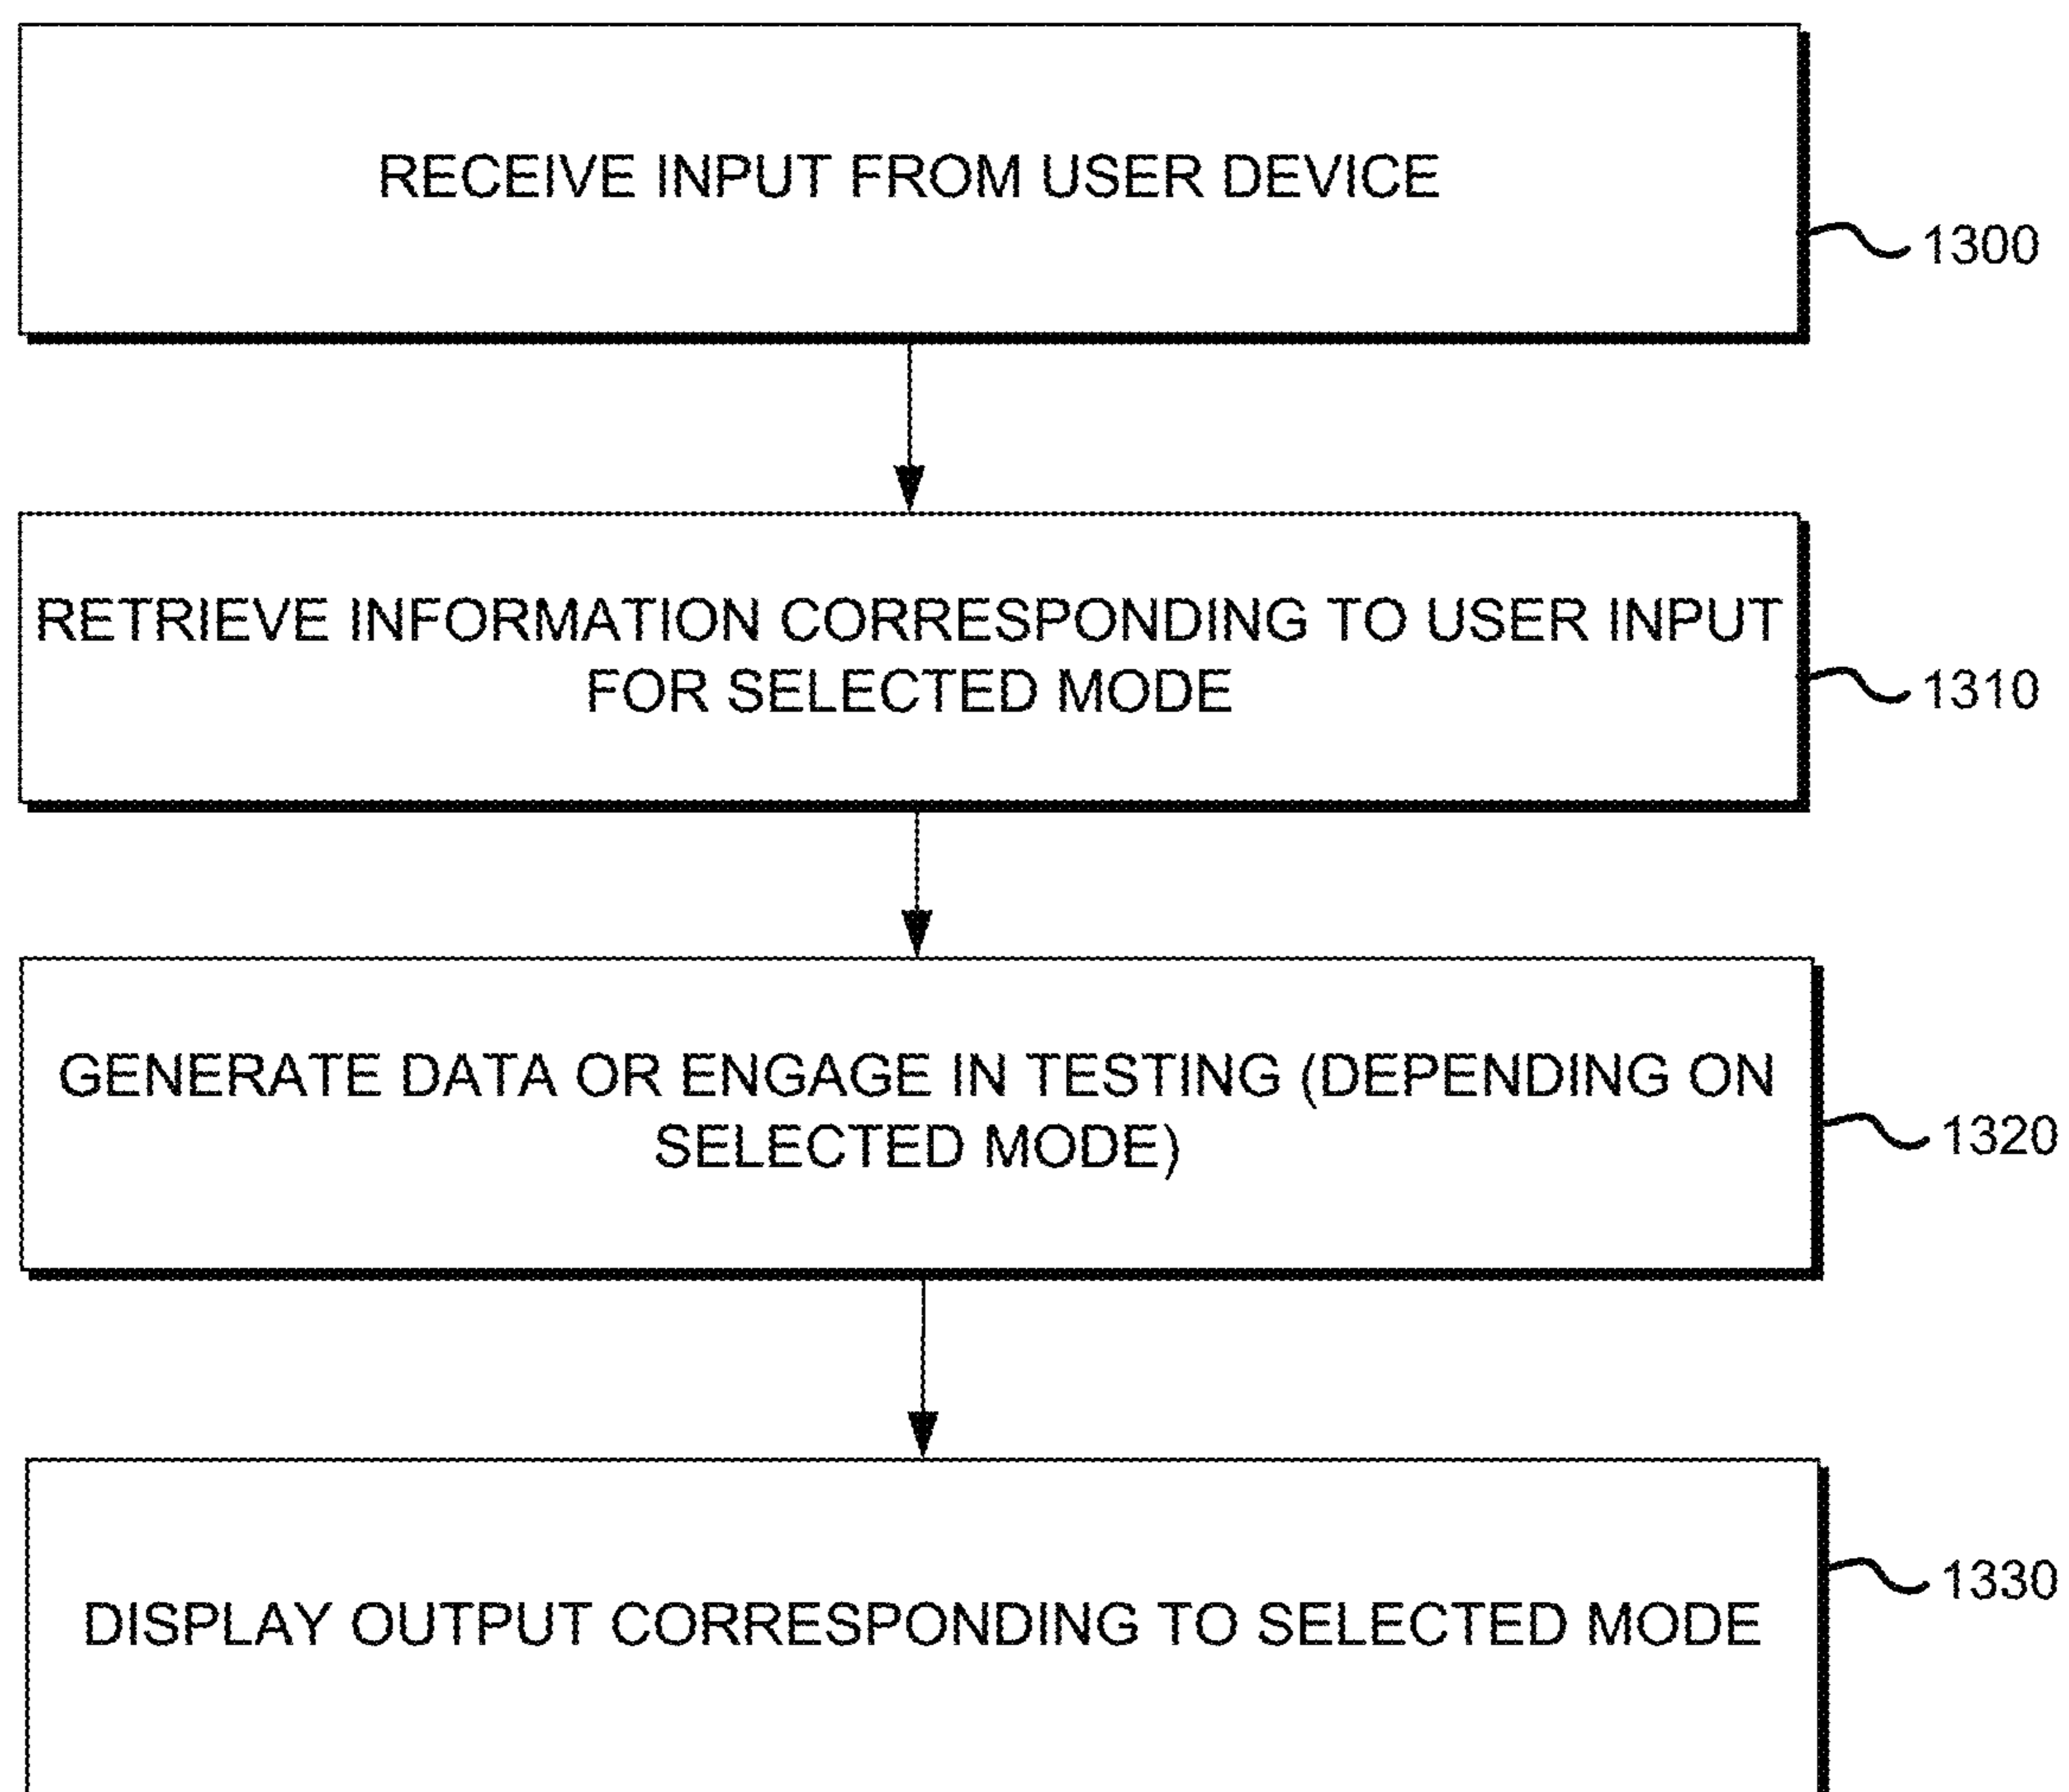 RECEIVE INPUT FROM USER DEVICE
1300
RETRIEVE INFORMATION CORRESPONDING TO USER INPUT
FOR SELECTED MODE
1310
GENERATE DATA OR ENGAGE IN TESTING (DEPENDING ON
SELECTED MODE)
1320
DISPLAY OUTPUT CORRESPONDING TO SELECTED MODE
1330